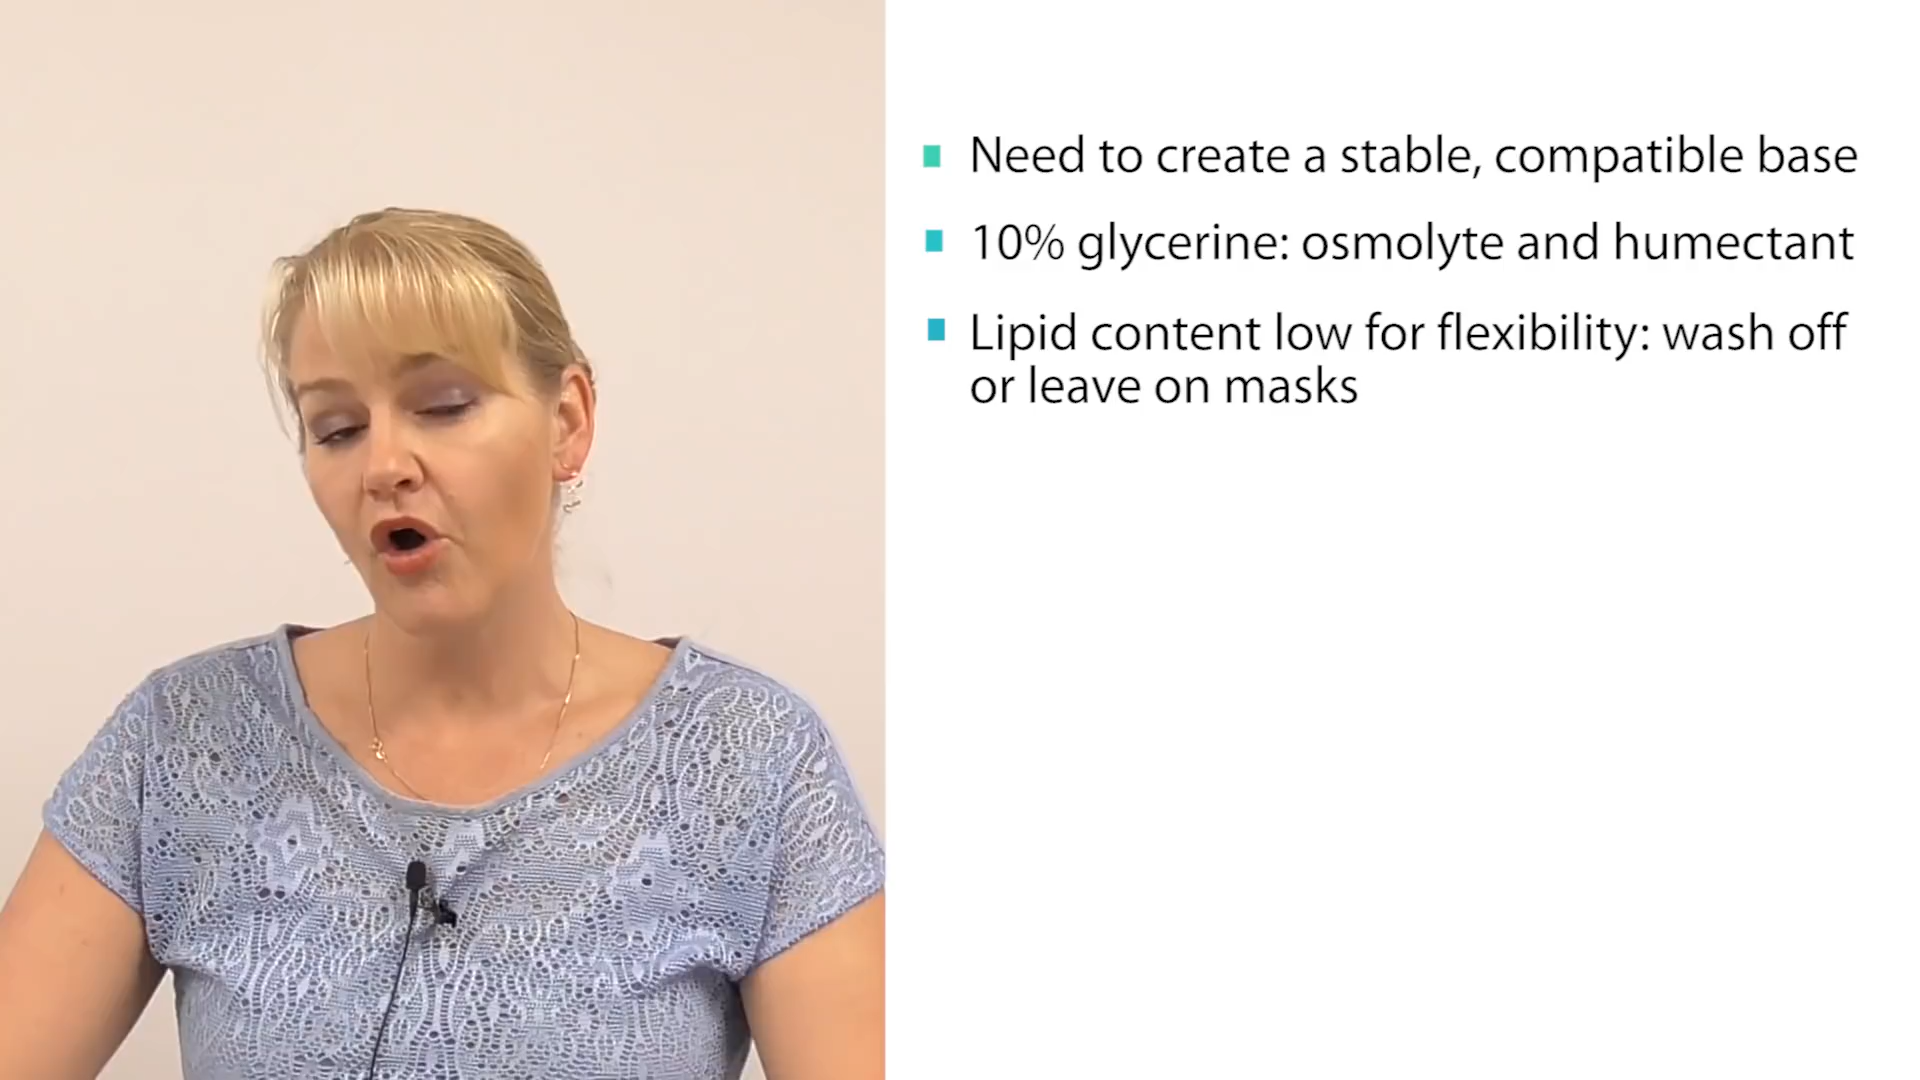 Need to create a stable, compatible base
10% glycerine: osmolyte and humectant
Lipid content low for flexibility: wash off
or leave on masks